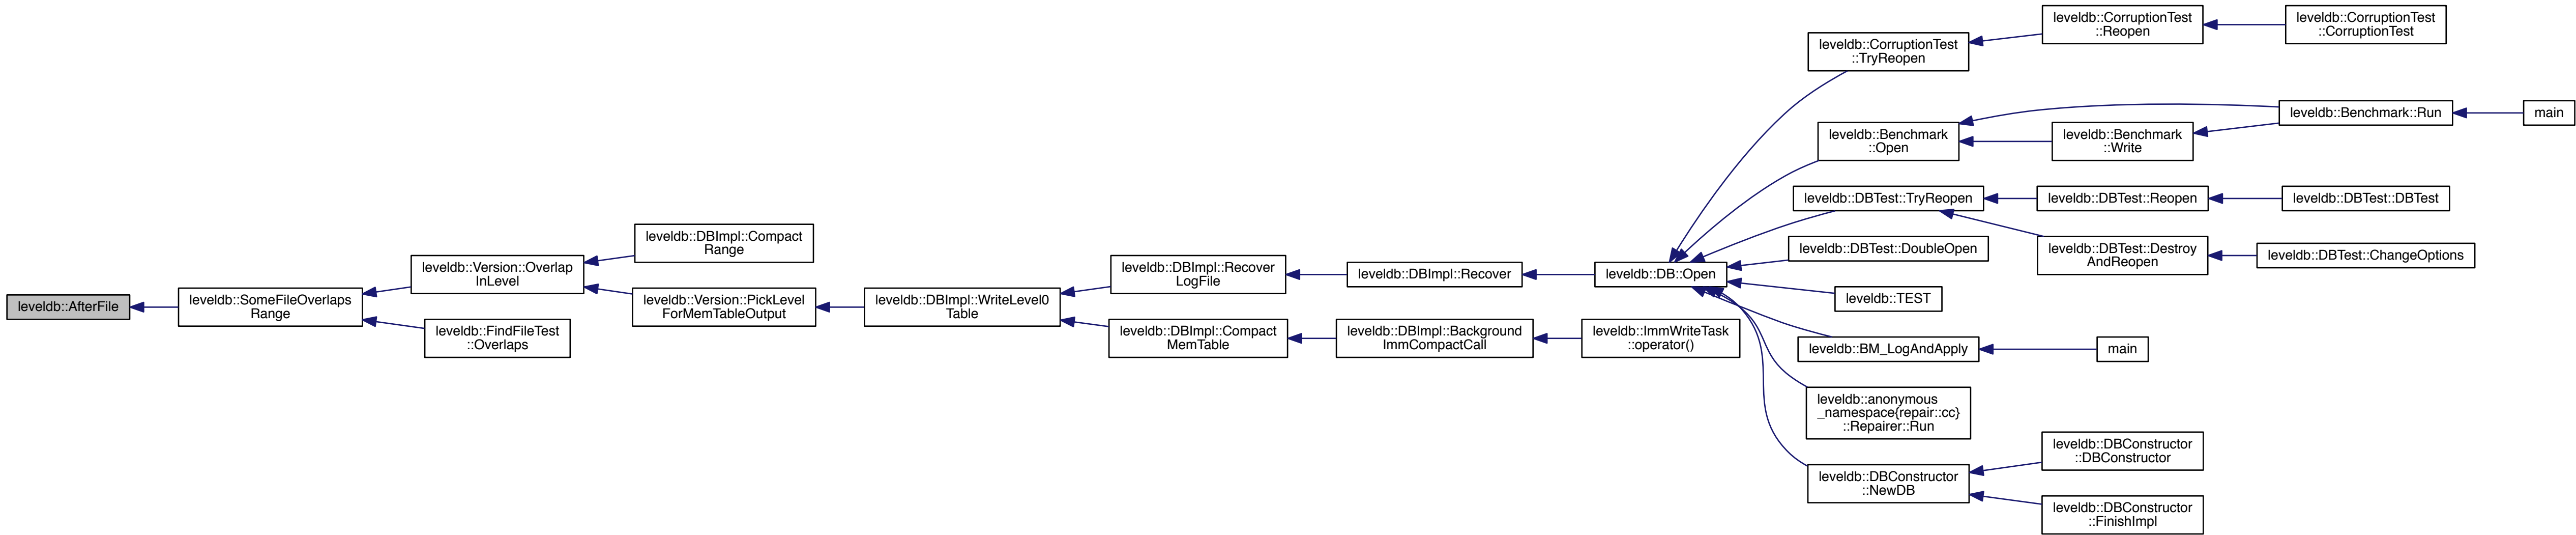 leveldb::AfterFile
leveldb::SomeFileOverlaps
Range
leveldb::Version::Overlap
InLevel
leveldb::FindFileTest
::Overlaps
leveldb::DBImpl::Compact
Range
leveldb::Version::PickLevel
ForMemTableOutput
leveldb::DBImpl::WriteLevel0
Table
leveldb::DBImpl::Recover
LogFile
leveldb::DBImpl::Compact
MemTable
leveldb::DBImpl::Recover
leveldb::DBImpl::Background
ImmCompactCall
leveldb::DB::Open
leveldb::ImmWriteTask
::operator()
leveldb::CorruptionTest
::TryReopen
leveldb::Benchmark
::Open
leveldb::DBTest::TryReopen
leveldb::DBTest::DoubleOpen
leveldb::TEST
leveldb::BM_LogAndApply
leveldb::anonymous
_namespace{repair::cc}
::Repairer::Run
leveldb::DBConstructor
::NewDB
leveldb::CorruptionTest
::Reopen
leveldb::Benchmark
::Write
leveldb::DBTest::Reopen
leveldb::DBTest::Destroy
AndReopen
main
leveldb::DBConstructor
::DBConstructor
leveldb::DBConstructor
::FinishImpl
leveldb::CorruptionTest
::CorruptionTest
leveldb::Benchmark::Run
leveldb::DBTest::DBTest
leveldb::DBTest::ChangeOptions
main